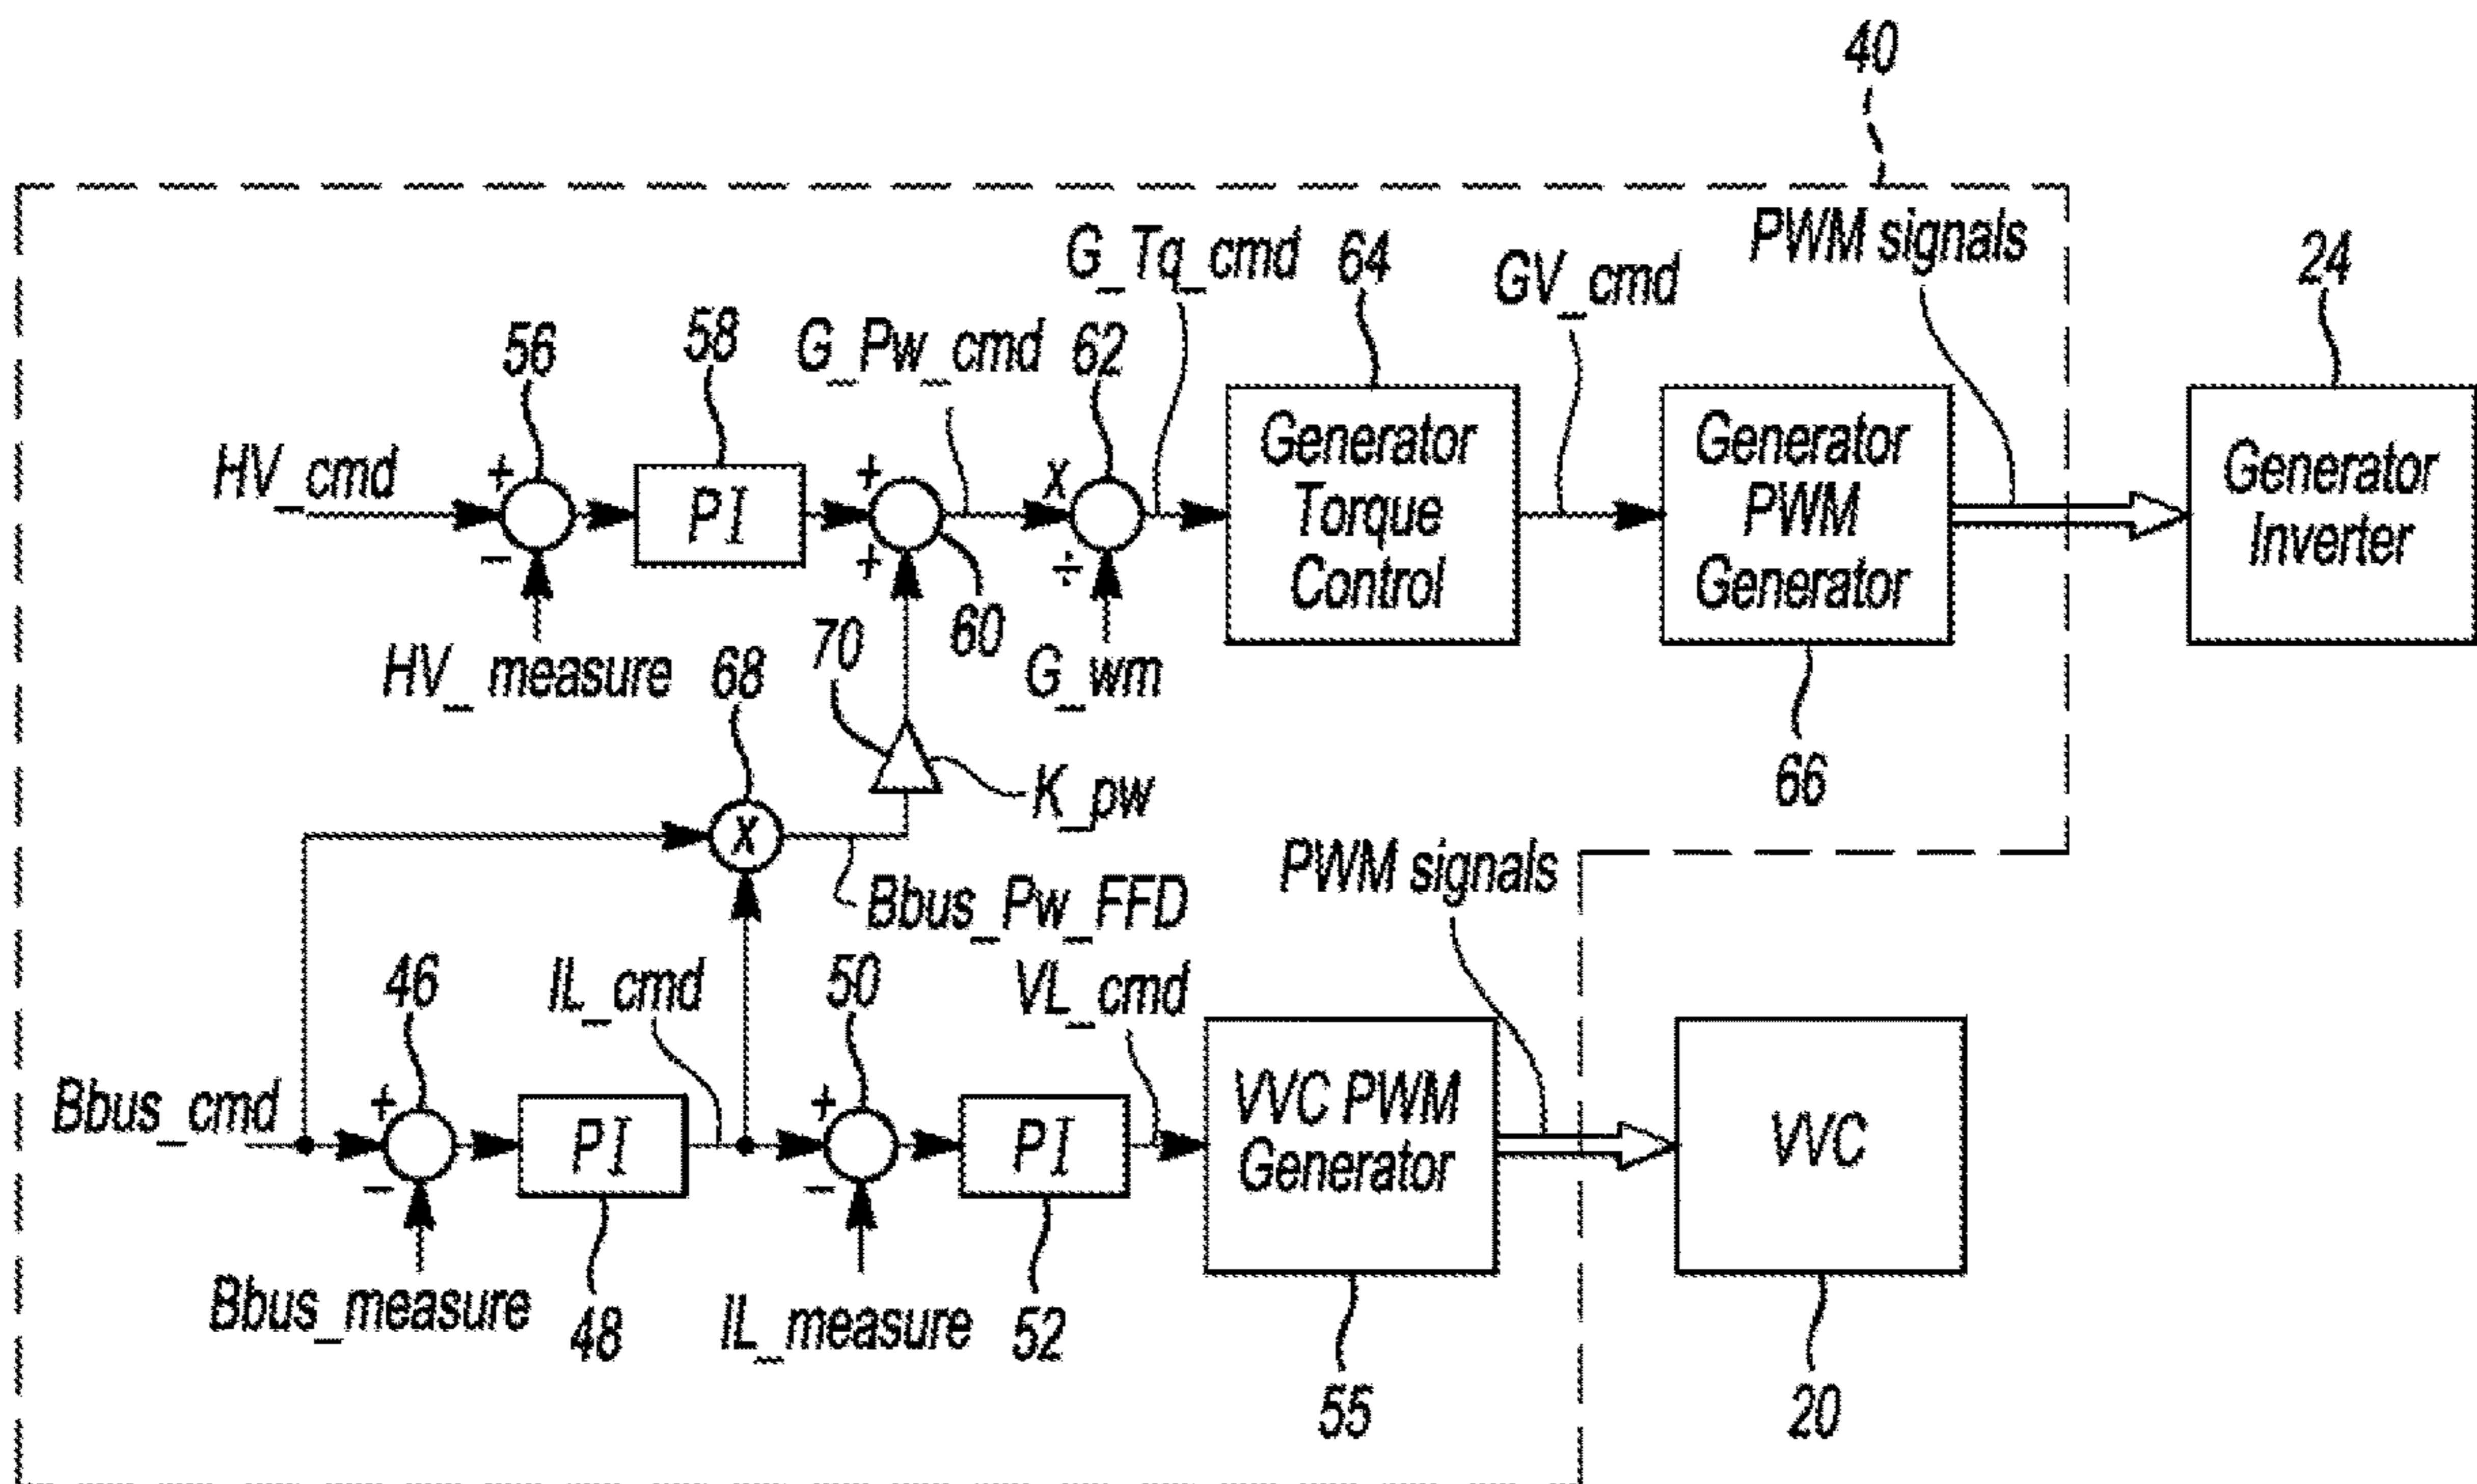 40
PWM signals
24
G_Tq_cmd
64
GV_cmd
56
58
G_Pw_cmd
62
HV_cmd
+
−
PI
+
+
x
÷
Generator
Torque
Control
Generator
PWM
Generator
Generator
Inverter
HV_ measure
68
70
60
G_wm
K_pw
66
x
Bbus_Pw_FFD
PWM signals
46
IL_cmd
50
VL_cmd
Bbus_cmd
+
−
PI
+
−
PI
VVC PWM
Generator
VVC
Bbus_measure
48
IL_measure
52
55
20